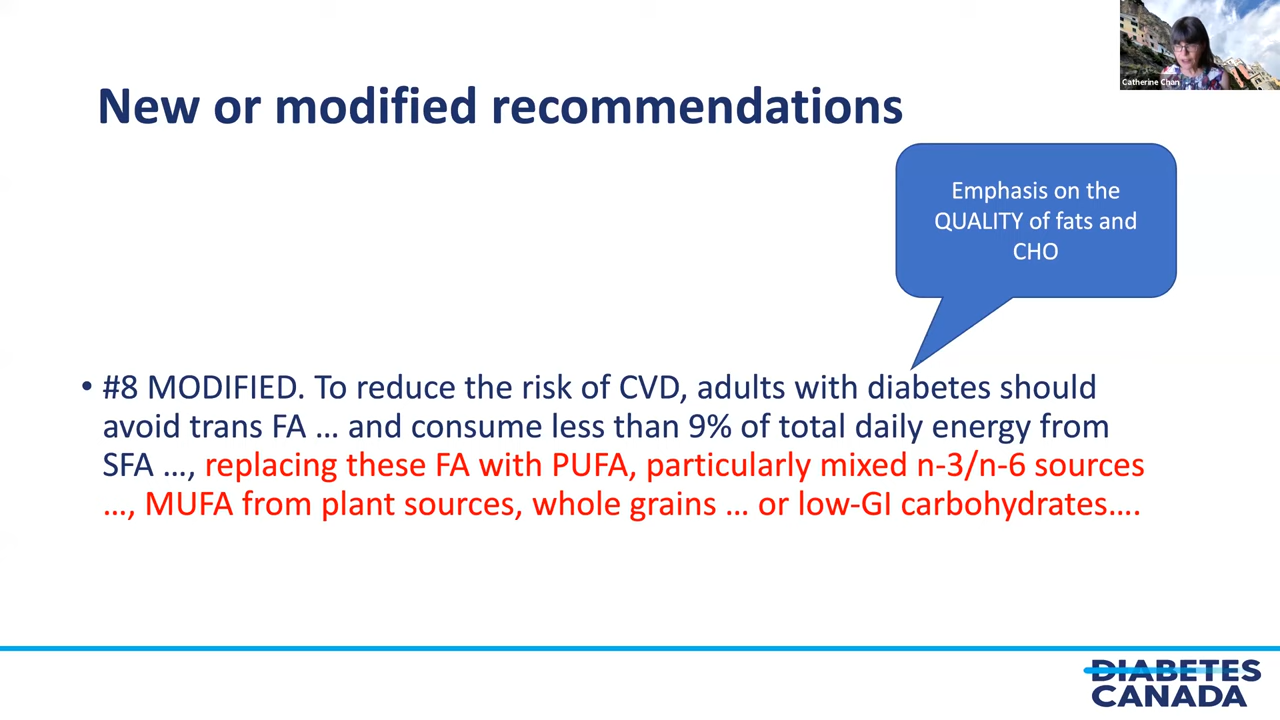 Catherine Chan
New or modified recommendations
Emphasis on the
QUALITY of fats and
CHO
• #8 MODIFIED. To reduce the risk of CVD, adults with diabetes should
avoid trans FA … and consume less than 9% of total daily energy from
SFA …, replacing these FA with PUFA, particularly mixed n-3/n-6 sources
…, MUFA from plant sources, whole grains … or low-GI carbohydrates….
DIABETES
CANADA